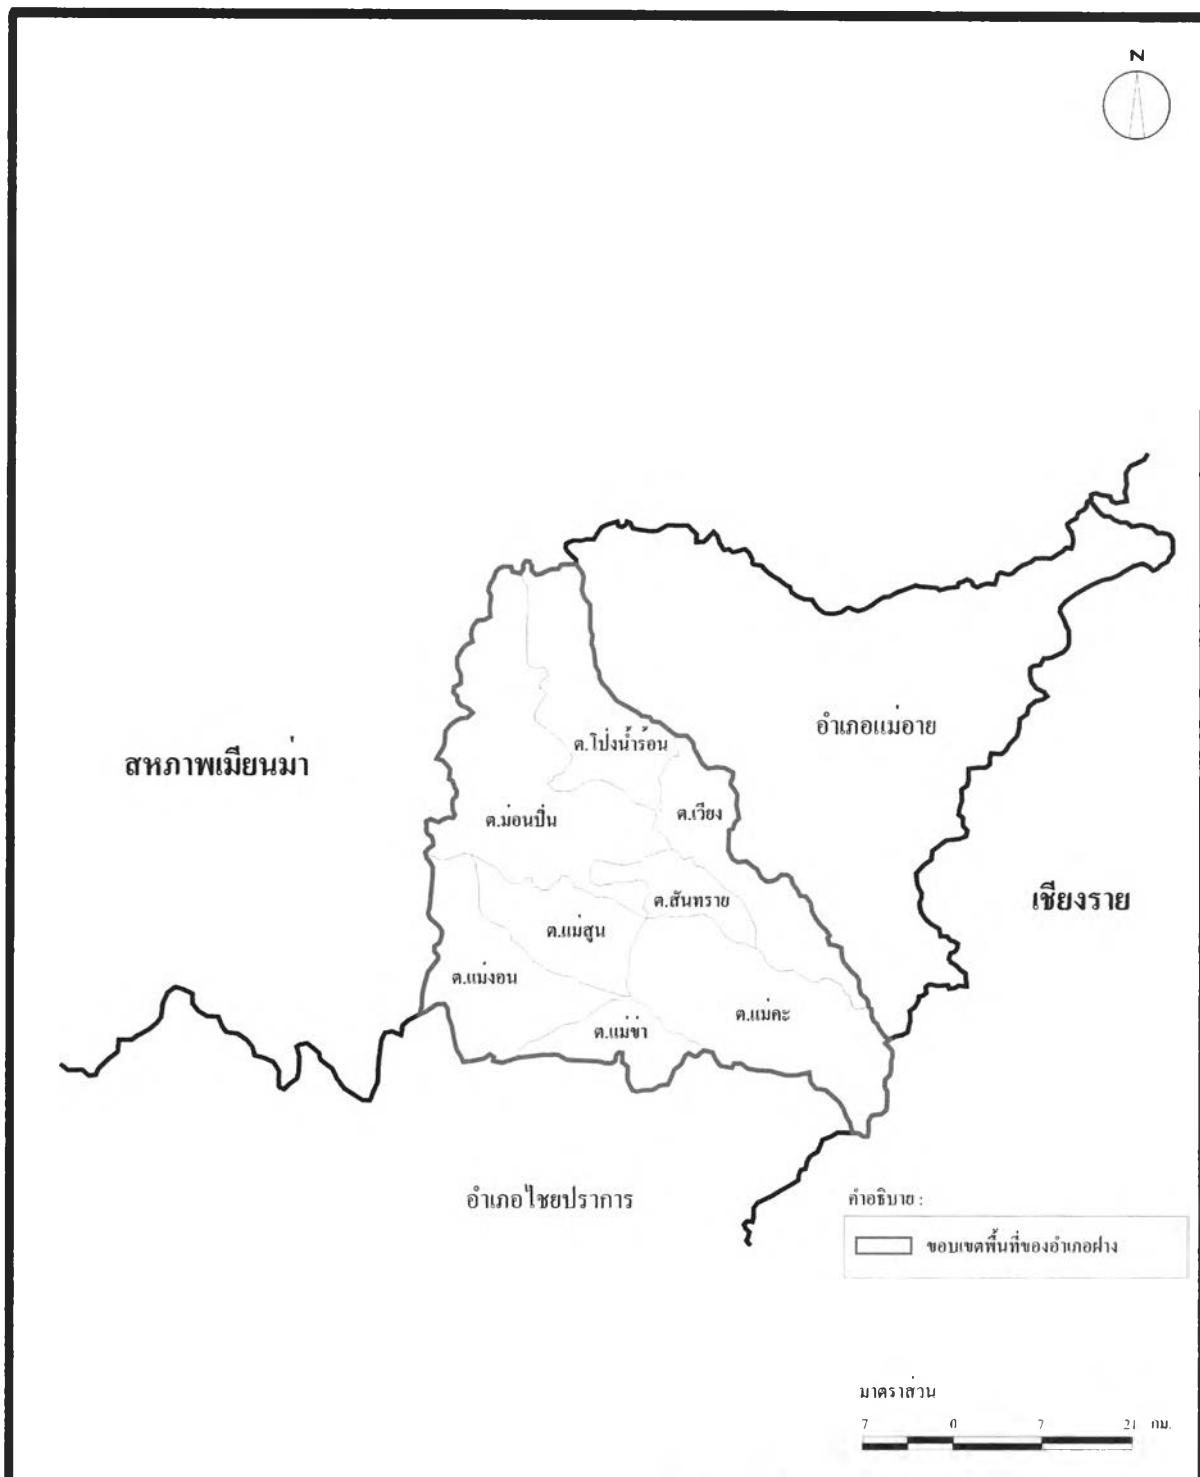 N
อำเภอแม่อาย
ต.โป่งน้ำร้อน
สหภาพเมียนม่า
ต.เวียง
ต.ม่อนปิ่น
ต.สันทราย
เชียงราย
ต.แม่สูน
ต.แม่งอน
ต.แม่คะ
ต.แม่ข่า
อำเภอไชยปราการ
คำอธิบาย :
ขอบเขตพื้นที่ของอำเภอฝาง
มาตราส่วน
7 0 7 21 กม.